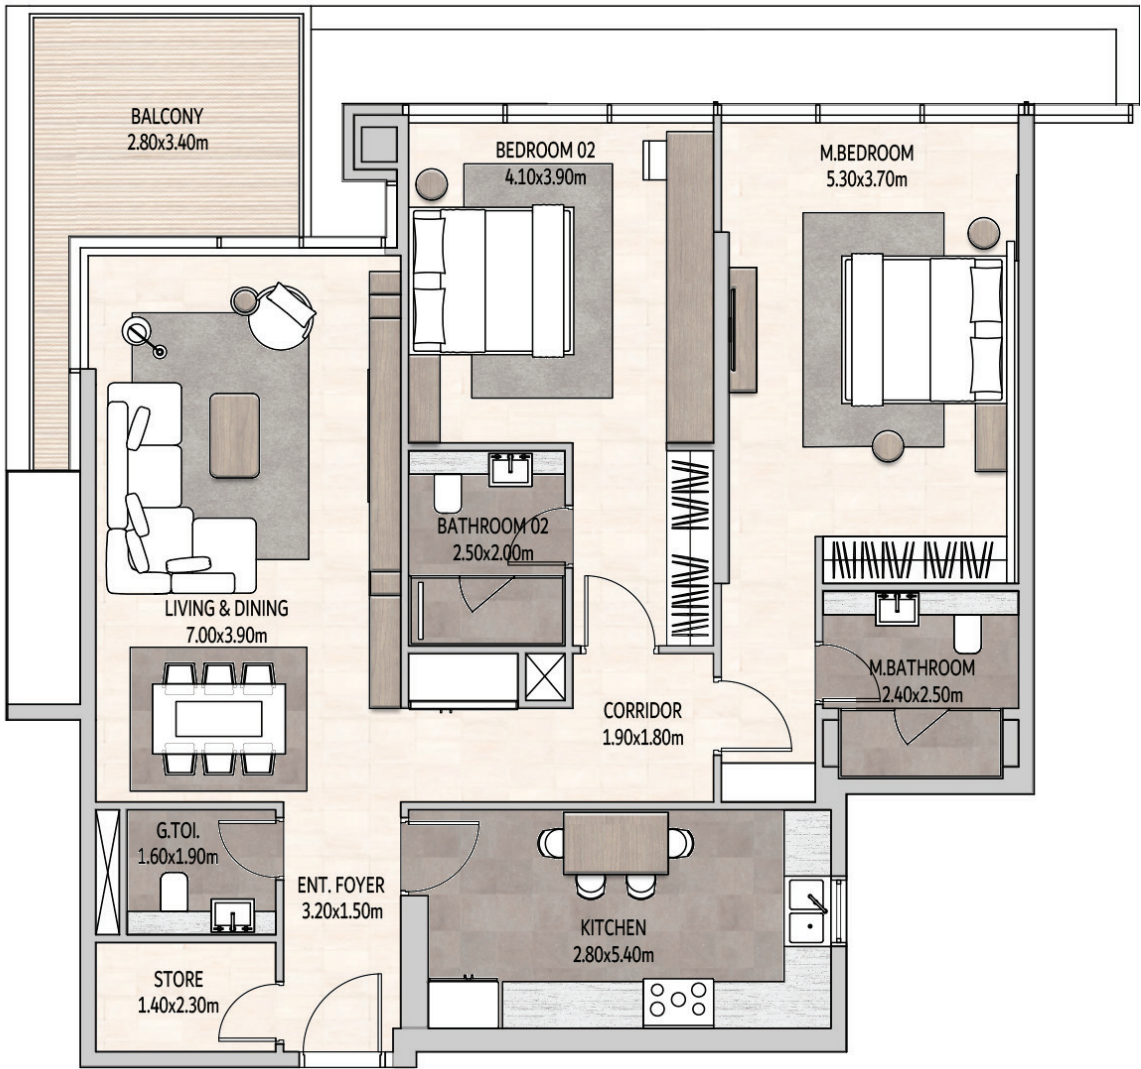 BALCONY
2.80x3.40m
BEDROOM 02
4.10x3.90m
M.BEDROOM
5.30x3.70m
BATHROOM 02
2.50x2.00m
LIVING & DINING
7.00x3.90m
M.BATHROOM
2.40x2.50m
CORRIDOR
1.90x1.80m
G.TOI.
1.60x1.90m
ENT. FOYER
3.20x1.50m
KITCHEN
2.80x5.40m
STORE
1.40x2.30m